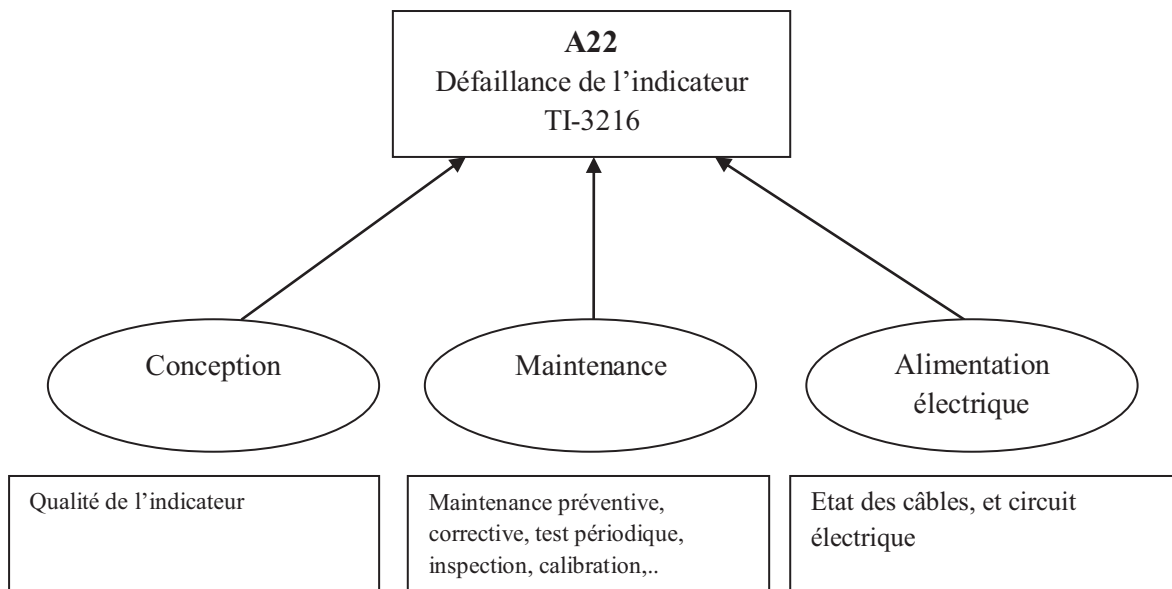 A22
Défaillance de l’indicateur
TI-3216
Conception
Maintenance
Alimentation
électrique
Qualité de l’indicateur
Maintenance préventive,
corrective, test périodique,
inspection, calibration,..
Etat des câbles, et circuit
électrique